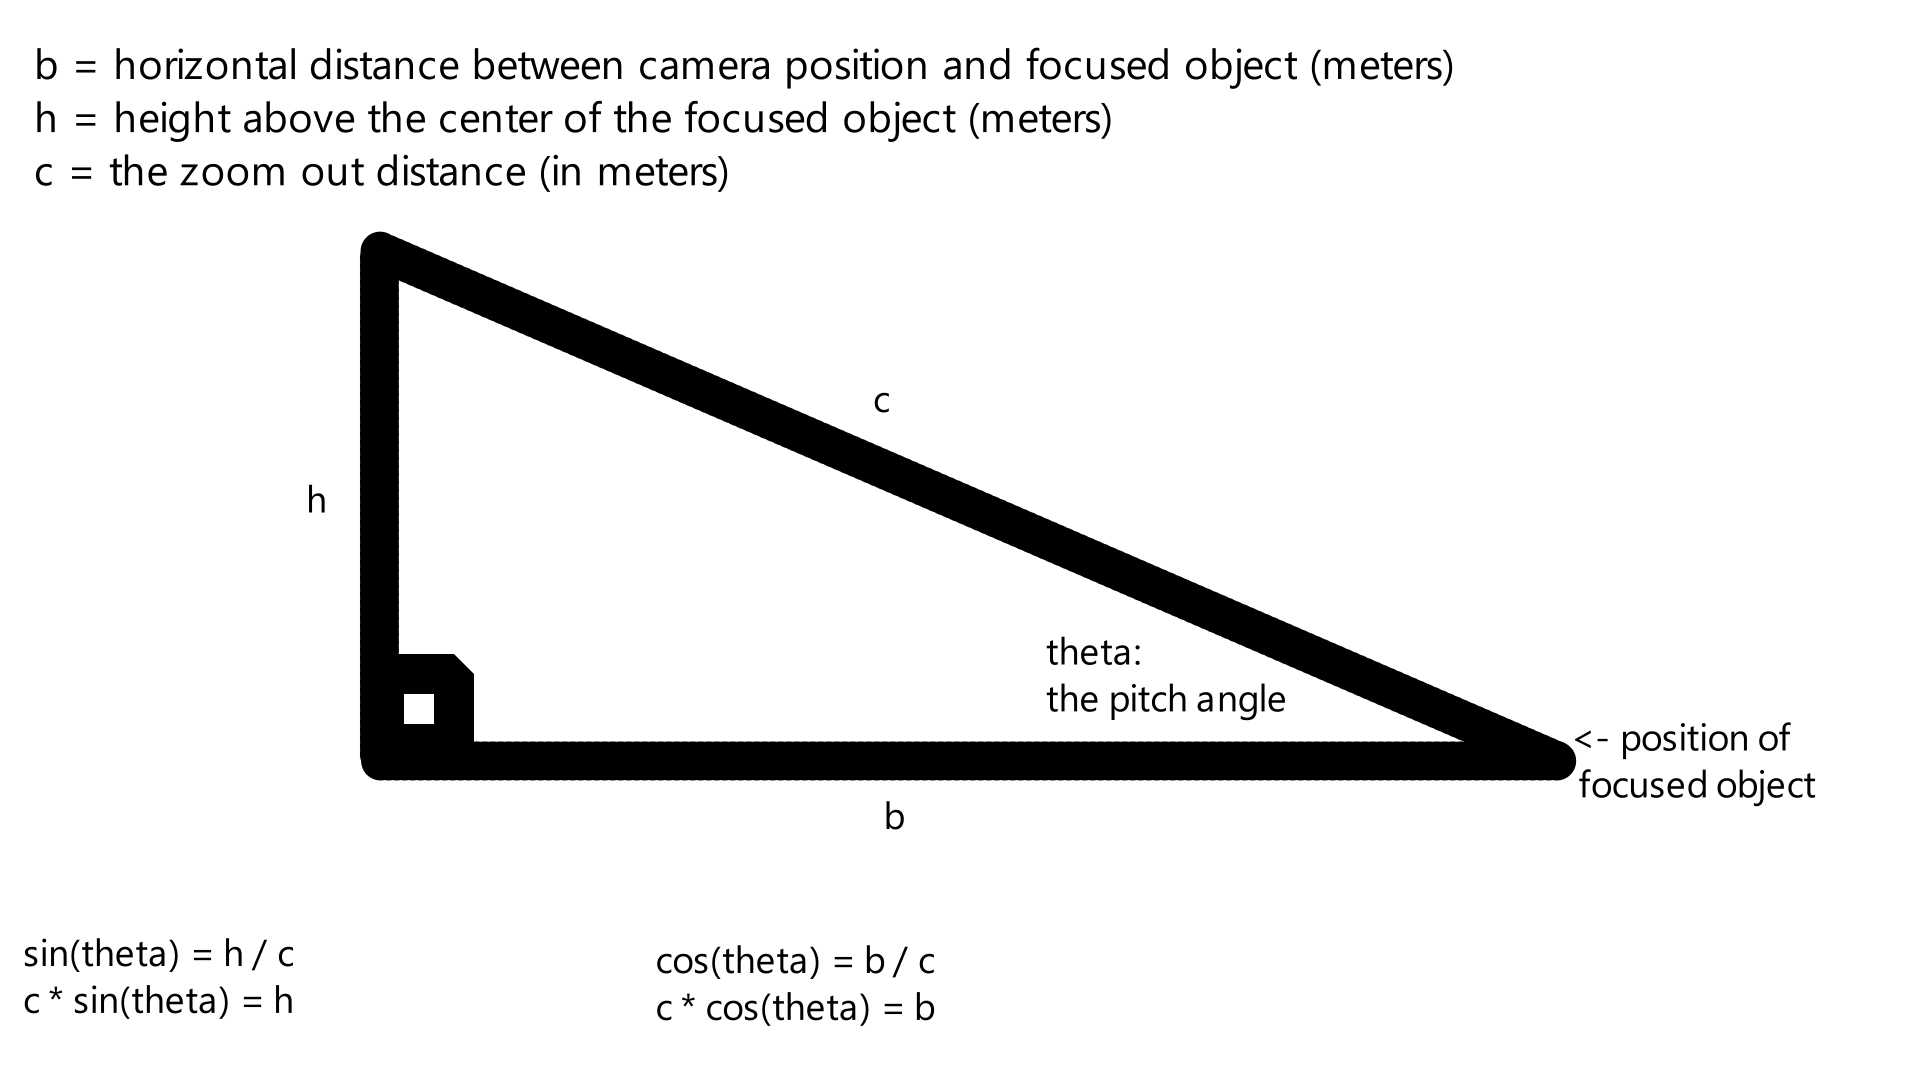 b = horizontal distance between camera position and focused object (meters)
h = height above the center of the focused object (meters)
c = the zoom out distance (in meters)
c
h
theta:
the pitch angle
<- position of
focused object
b
sin(theta) = h / c
c * sin(theta) = h
cos(theta) = b / c
c * cos(theta) = b